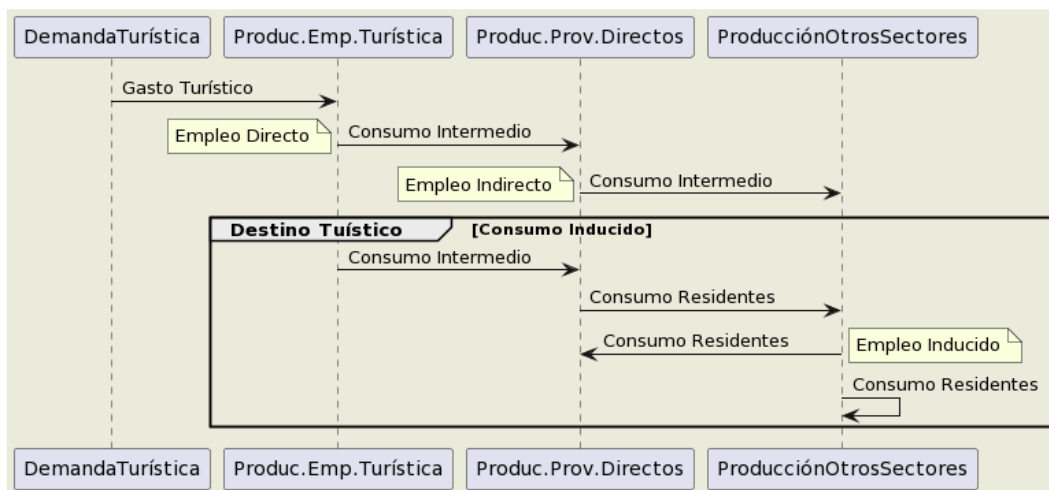 DemandaTurística
Produc.Emp.Turística
Produc.Prov.Directos
ProducciónOtrosSectores
Gasto Turístico
Empleo Directo
Consumo Intermedio
Empleo Indirecto
Consumo Intermedio
Destino Tuístico
[Consumo Inducido]
Consumo Intermedio
Consumo Residentes
Consumo Residentes
Empleo Inducido
Consumo Residentes
DemandaTurística
Produc.Emp.Turística
Produc.Prov.Directos
ProducciónOtrosSectores